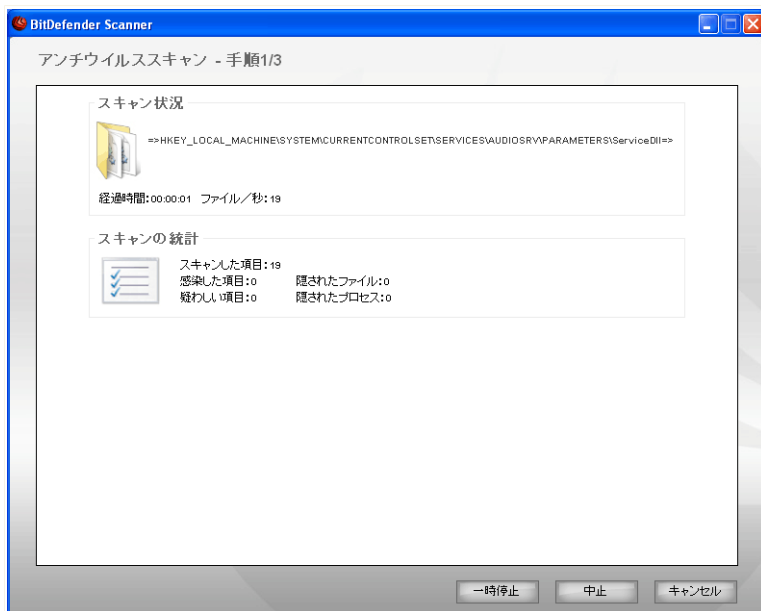 BitDefender Scanner
アンチウイルススキャン - 手順1/3
スキャン状況
=>HKEY_LOCAL_MACHINE\SYSTEM\CURRENTCONTROLSET\SERVICES\AUDIOSRV\PARAMETERS\ServiceDll=>
経過時間:00:00:01 ファイル／秒:19
スキャンの統計
スキャンした項目:19
感染した項目:0 隠されたファイル:0
疑わしい項目:0 隠されたプロセス:0
一時停止 中止 キャンセル